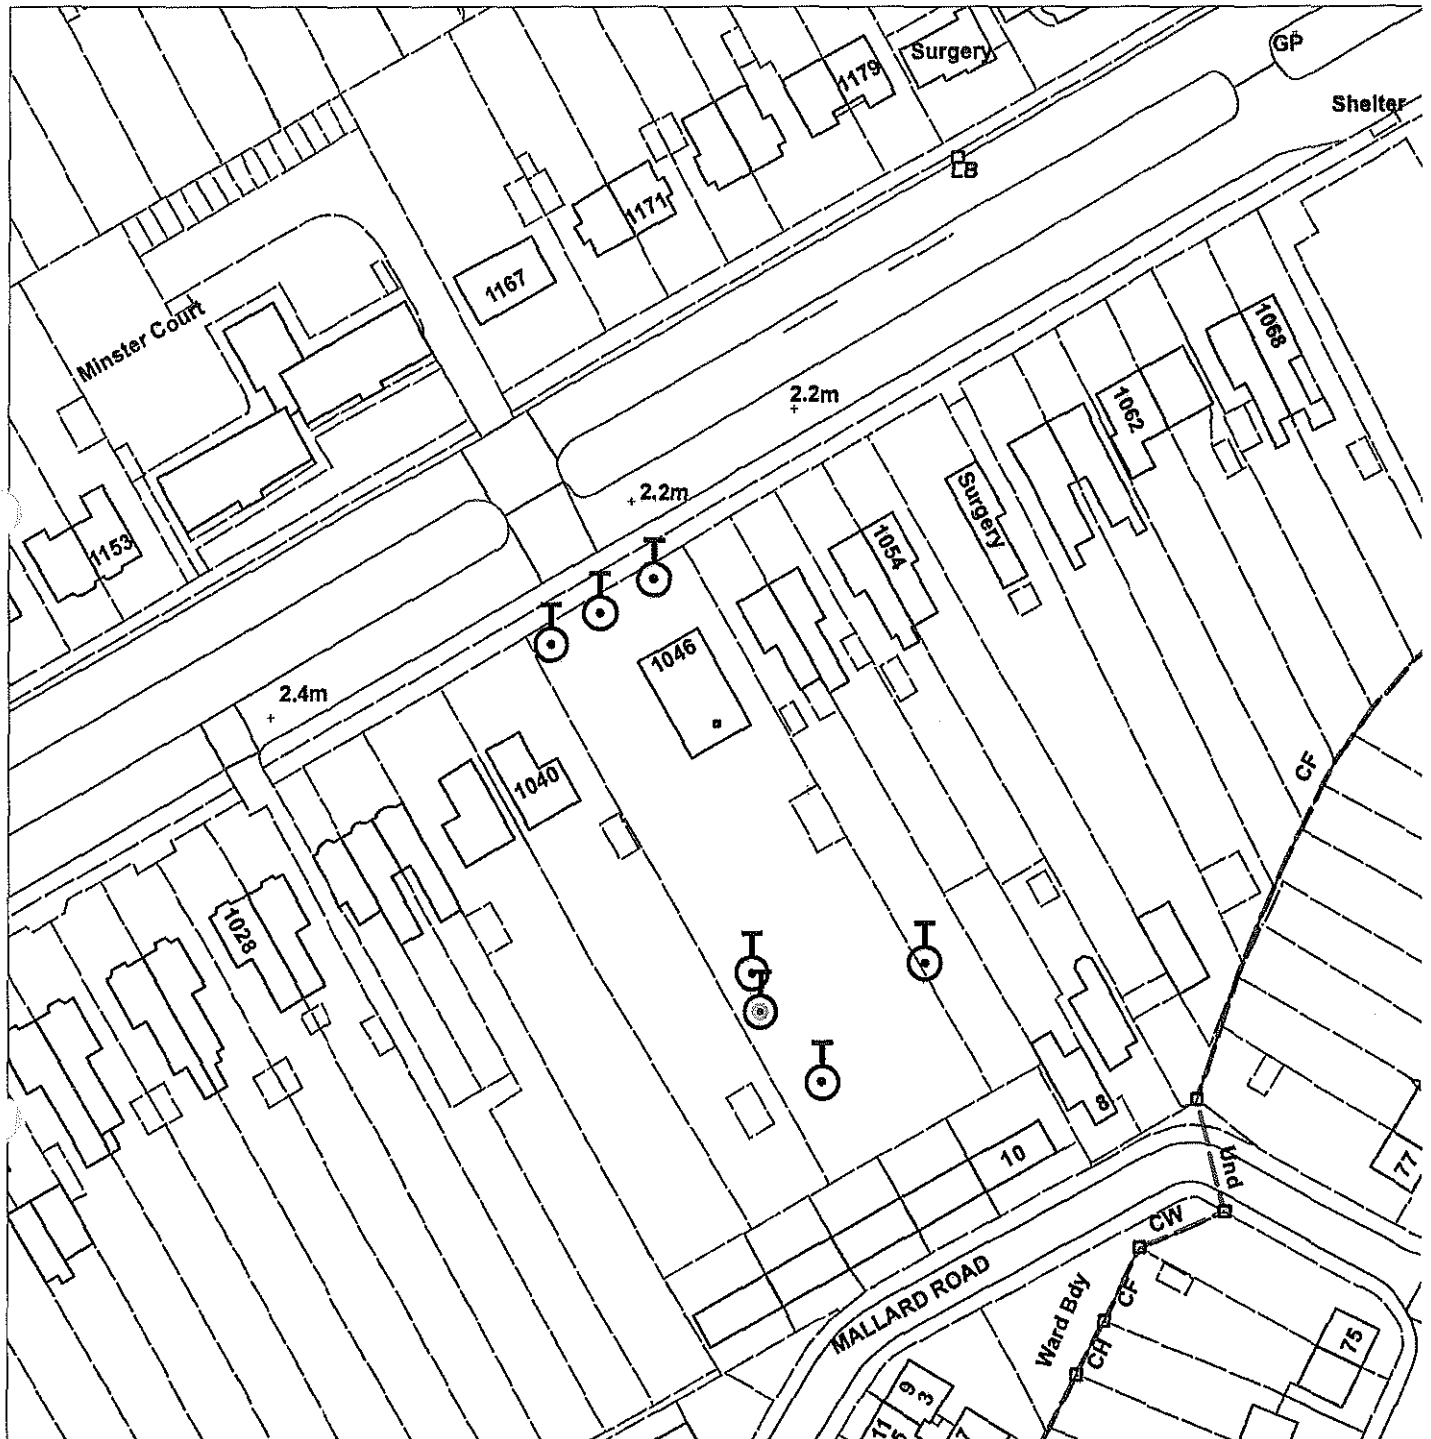 Surgery
GP
1179
Shelter
LB
1171
1167
Minster Court
1068
2.2m
1062
2.2m
Surgery
1153
1054
T
T
T
1046
2.4m
CF
1040
1028
T
T
T
T
8
10
Und
77
CW
MALLARD ROAD
CF
Ward Bdy
CH
75
9
3
11